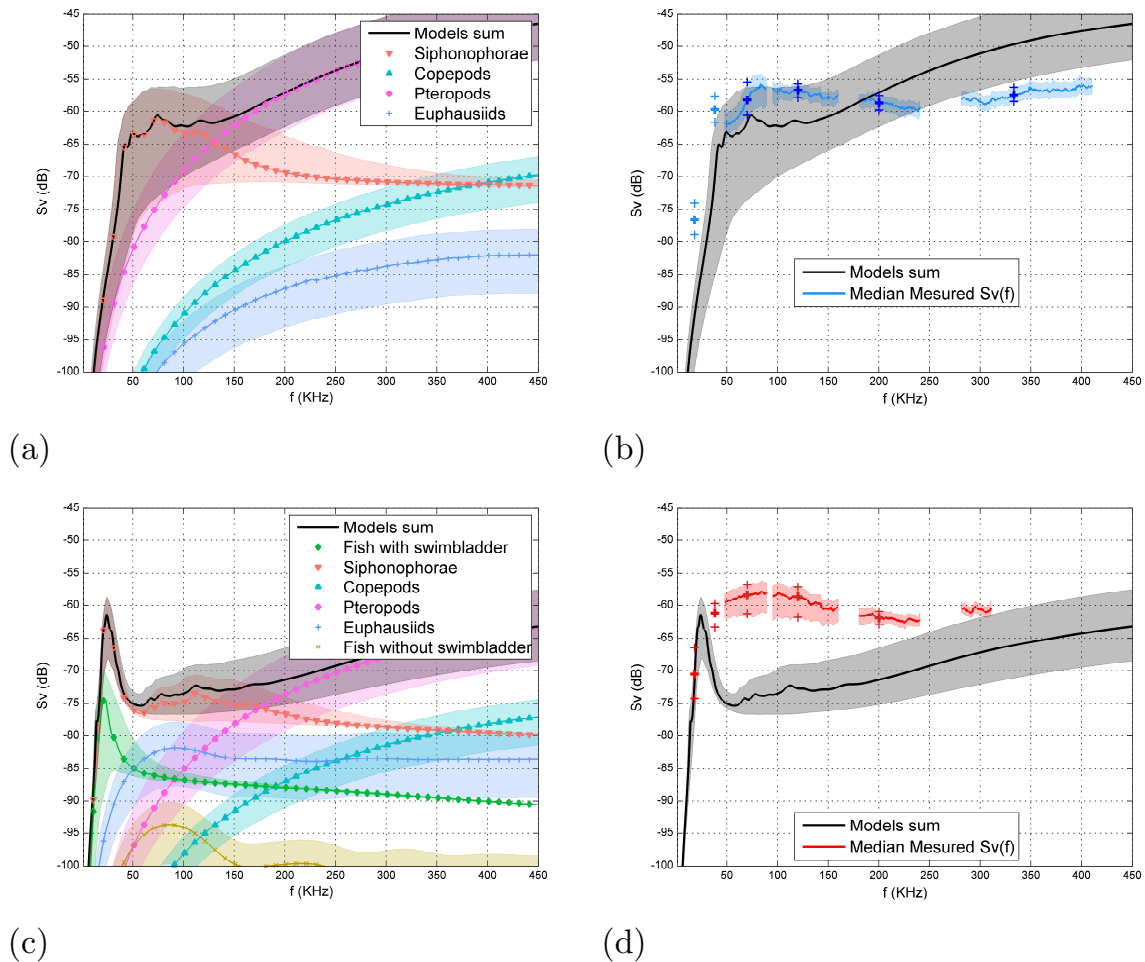 -45
-50
-55
-60
-65
-70
-75
-80
-85
-90
-95
-100
Sv (dB)
50 100 150 200 250 300 350 400 450
f (KHz)
Models sum
Siphonophorae
Copepods
Pteropods
Euphausiids
(a)
-45
-50
-55
-60
-65
-70
-75
-80
-85
-90
-95
-100
Sv (dB)
50 100 150 200 250 300 350 400 450
f (KHz)
Models sum
Median Mesured Sv(f)
(b)
-45
-50
-55
-60
-65
-70
-75
-80
-85
-90
-95
-100
Sv (dB)
50 100 150 200 250 300 350 400 450
f (KHz)
Models sum
Fish with swimbladder
Siphonophorae
Copepods
Pteropods
Euphausiids
Fish without swimbladder
(c)
-45
-50
-55
-60
-65
-70
-75
-80
-85
-90
-95
-100
Sv (dB)
50 100 150 200 250 300 350 400 450
f (KHz)
Models sum
Median Mesured Sv(f)
(d)